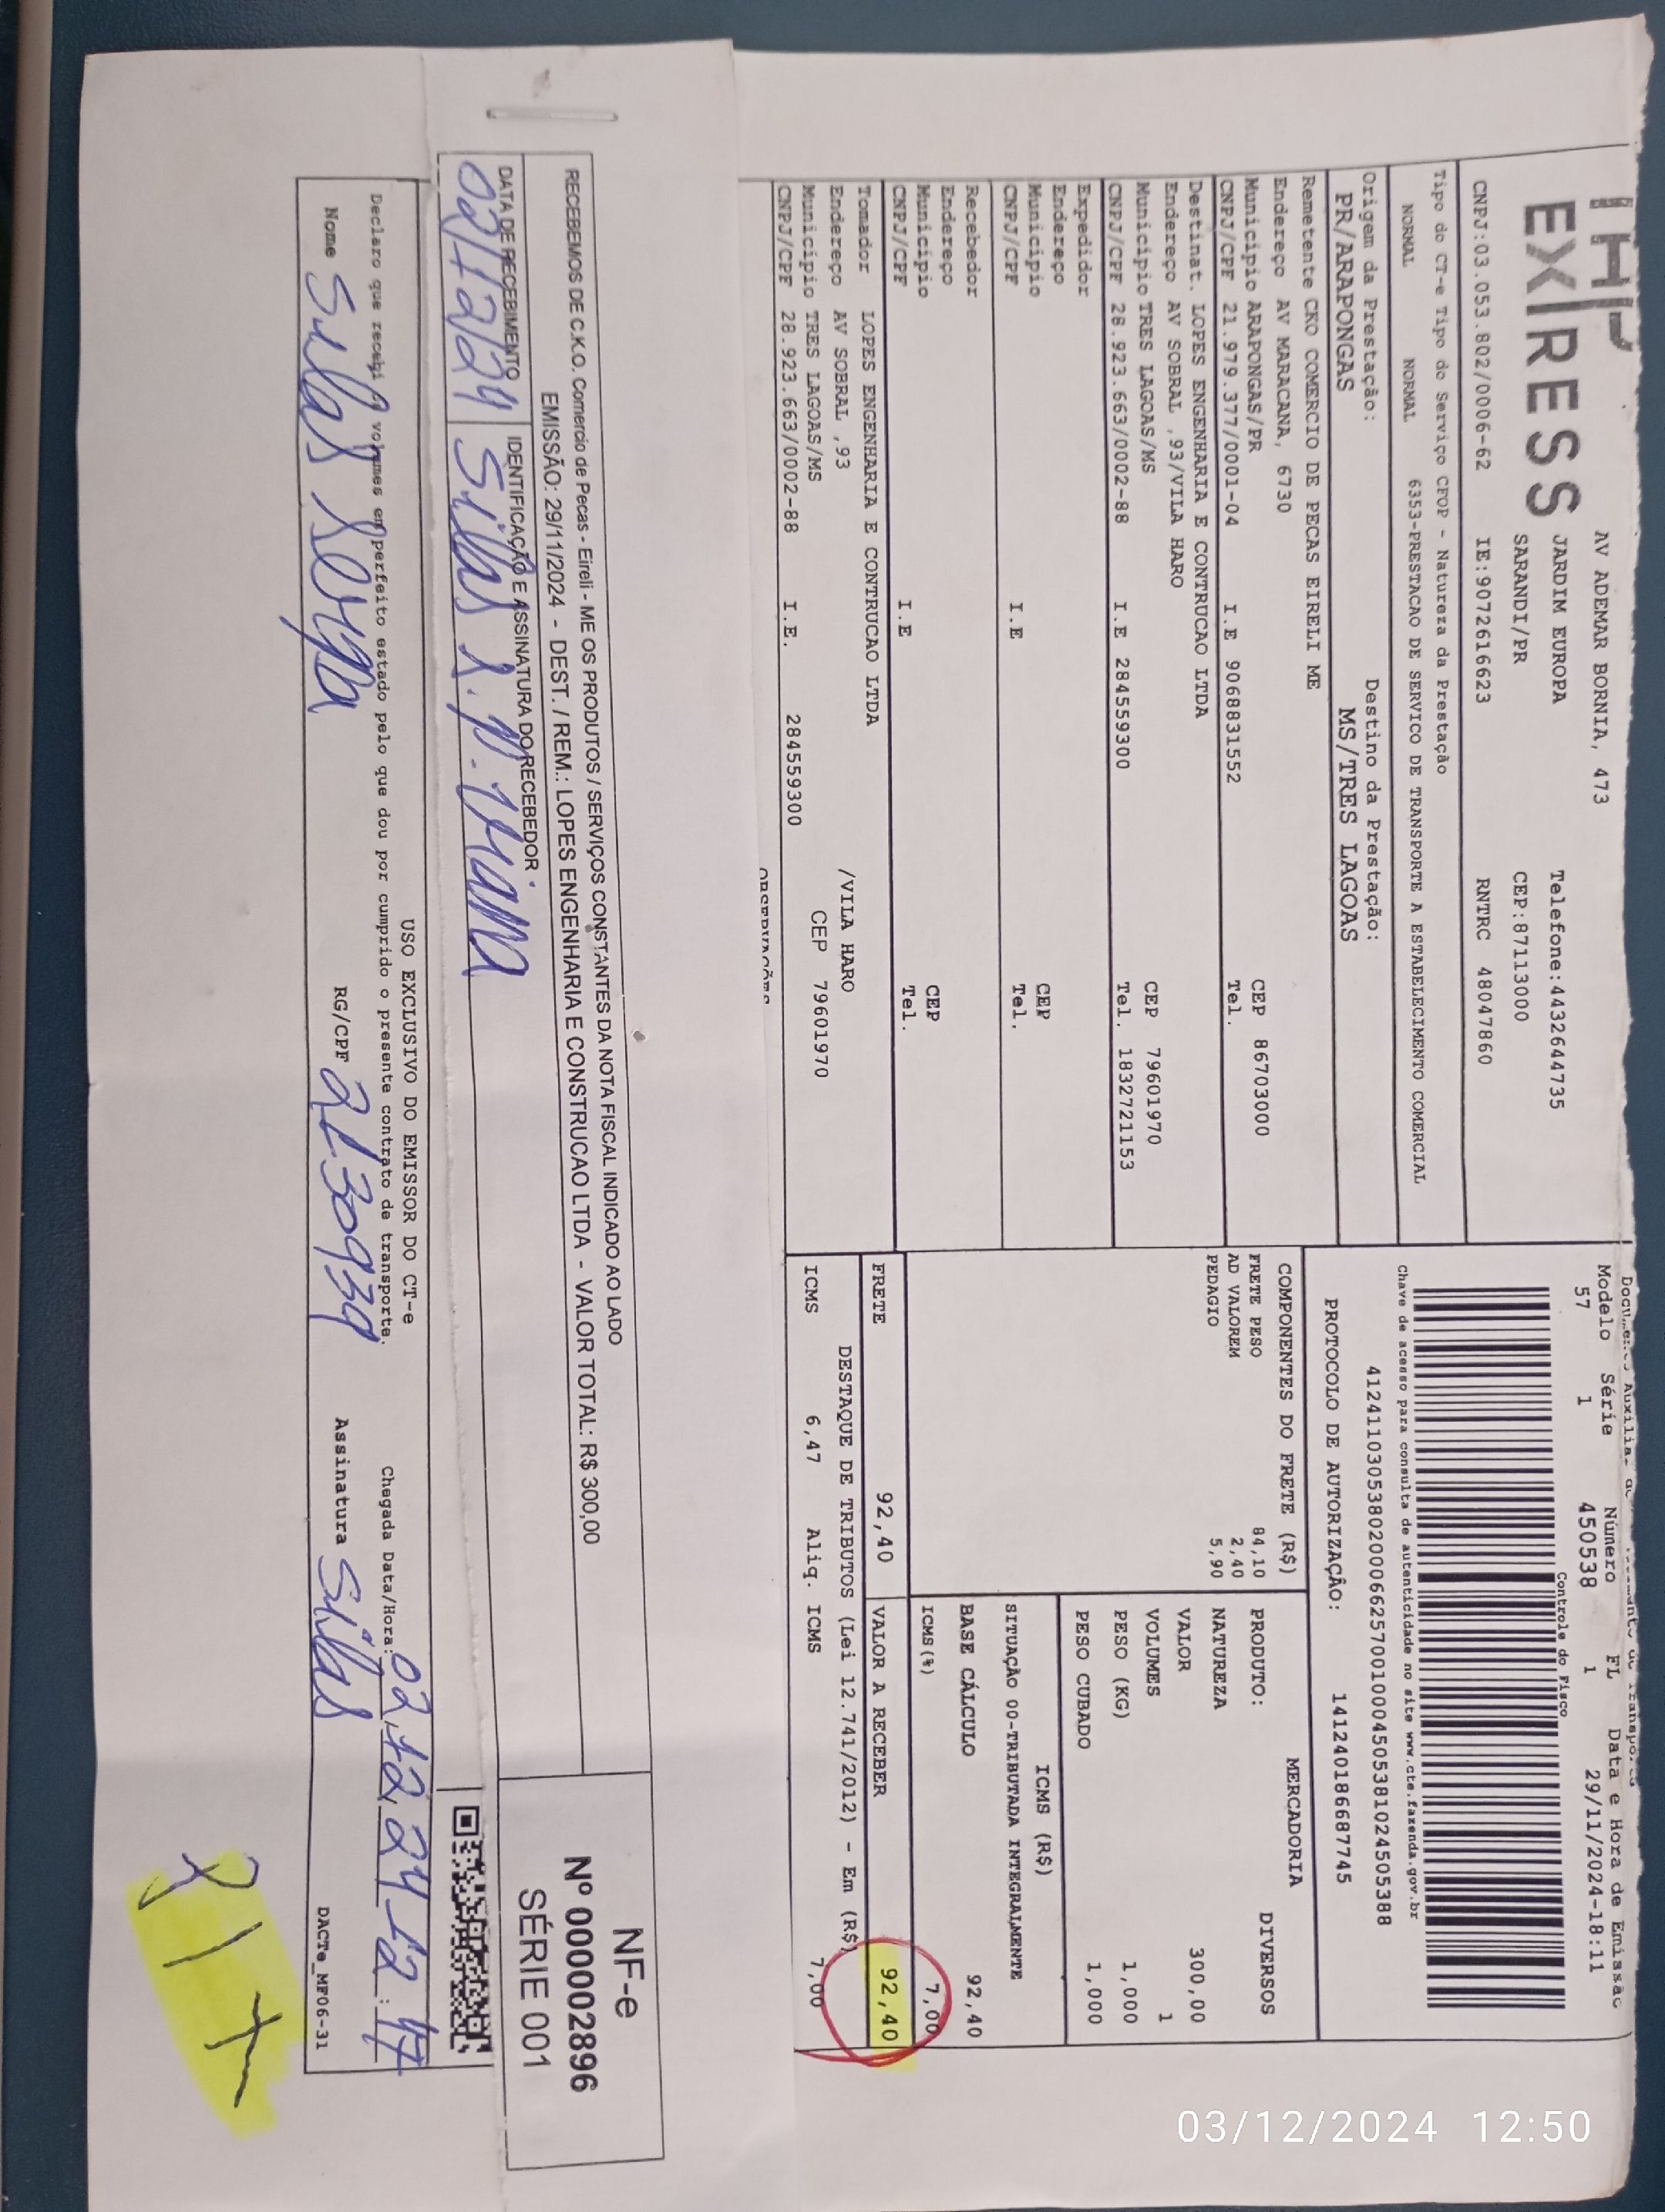 EXPRESS
AV ADEMAR BORNIA, 473
JARDIM EUROPA
Telefone:4432644735
SARANDI/PR
CEP:87113000
CNPJ:03.053.802/0006-62 IE:9072616623 RNTRC 48047860
Modelo Série Número FL Data e Hora de Emissão
57 1 450538 1 29/11/2024-18:11
Controle do Fisco
Chave de acesso para consulta de autenticidade no site www.cte.fazenda.gov.br
41241103053802000662570010004505381024505388
PROTOCOLO DE AUTORIZAÇÃO: 141240186687745
Tipo do CT-e Tipo do Serviço CFOP - Natureza da Prestação
NORMAL NORMAL 6353-PRESTACAO DE SERVICO DE TRANSPORTE A ESTABELECIMENTO COMERCIAL
Origem da Prestação: Destino da Prestação:
PR/ARAPONGAS MS/TRES LAGOAS
Remetente CKO COMERCIO DE PECAS EIRELI ME
Endereço AV MARACANA, 6730
Município ARAPONGAS/PR CEP 86703000
CNPJ/CPF 21.979.377/0001-04 I.E 9068831552 Tel.
Destinat. LOPES ENGENHARIA E CONTRUCAO LTDA
Endereço AV SOBRAL ,93/VILA HARO
Município TRES LAGOAS/MS CEP 79601970
CNPJ/CPF 28.923.663/0002-88 I.E 284559300 Tel. 1832721153
Expedidor
Endereço
Município CEP
CNPJ/CPF I.E Tel.
Recebedor
Endereço
Município CEP
CNPJ/CPF I.E Tel.
Tomador LOPES ENGENHARIA E CONTRUCAO LTDA
Endereço AV SOBRAL ,93 /VILA HARO
Município TRES LAGOAS/MS CEP 79601970
CNPJ/CPF 28.923.663/0002-88 I.E. 284559300
COMPONENTES DO FRETE (R$)
FRETE PESO 84,10
AD VALOREM 2,40
PEDAGIO 5,90
MERCADORIA
PRODUTO: DIVERSOS
NATUREZA
VALOR 300,00
VOLUMES 1
PESO (KG) 1,000
PESO CUBADO 1,000
ICMS (R$)
SITUAÇÃO 00-TRIBUTADA INTEGRALMENTE
BASE CÁLCULO 92,40
ICMS(%) 7,00
FRETE 92,40 VALOR A RECEBER 92,40
DESTAQUE DE TRIBUTOS (Lei 12.741/2012) - Em (R$)
ICMS 6,47 Aliq. ICMS 7,00
RECEBEMOS DE C.K.O. Comercio de Pecas - Eireli - ME OS PRODUTOS / SERVIÇOS CONSTANTES DA NOTA FISCAL INDICADO AO LADO
EMISSÃO: 29/11/2024 - DEST. / REM.: LOPES ENGENHARIA E CONSTRUCAO LTDA - VALOR TOTAL: R$ 300,00
DATA DE RECEBIMENTO IDENTIFICAÇÃO E ASSINATURA DO RECEBEDOR
Silas
NF-e
Nº 000002896
SÉRIE 001
USO EXCLUSIVO DO EMISSOR DO CT-e
Declaro que recebi os volumes em perfeito estado pelo que dou por cumprido o presente contrato de transporte.
Chegada Data/Hora: 02,12,24 12:47
Nome Silas RG/CPF Assinatura Silas
DACTe_MF06-31
03/12/2024 12:50